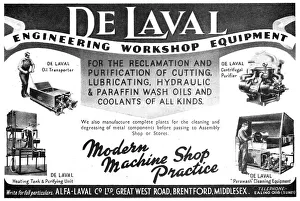 DE LAVAL
ENGINEERING WORKSHOP EQUIPMENT
DE LAVAL
Oil Transporter
FOR THE RECLAMATION AND
PURIFICATION OF CUTTING,
LUBRICATING, HYDRAULIC
& PARAFFIN WASH OILS AND
COOLANTS OF ALL KINDS.
DE LAVAL
Centrifugal
Purifier
We also manufacture complete plants for the cleaning and
degreasing of metal components before passing to Assembly
Shop or Stores.
Modern
Machine Shop
Practice
DE LAVAL
Heating Tank & Purifying Unit
DE LAVAL
Cleaning Equipment
Write for full particulars.
ALFA-LAVAL CO LTD, GREAT WEST ROAD, BRENTFORD, MIDDLESEX.
TELEPHONE:
EALING 0116